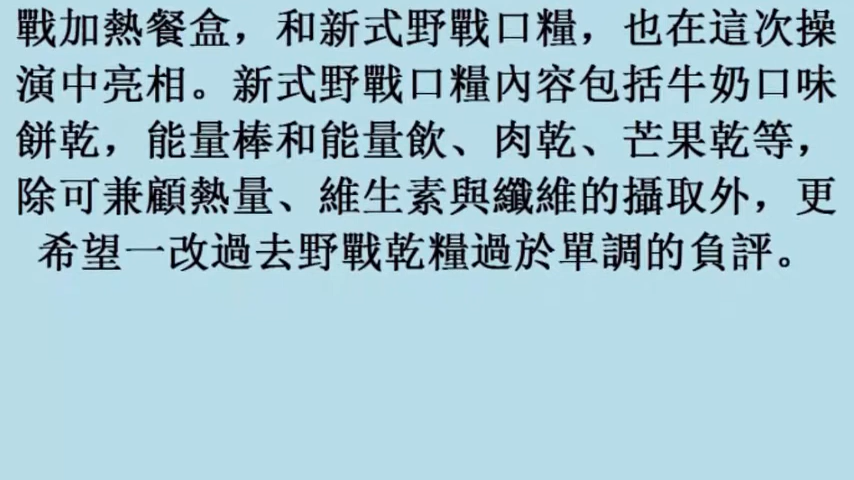 戰加熱餐盒，和新式野戰口糧，也在這次操
演中亮相。新式野戰口糧內容包括牛奶口味
餅乾，能量棒和能量飲、肉乾、芒果乾等，
除可兼顧熱量、維生素與纖維的攝取外，更
希望一改過去野戰乾糧過於單調的負評。